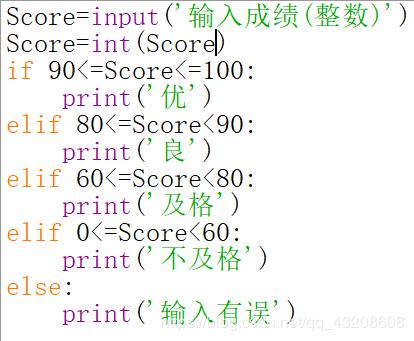 Score=input('输入成绩(整数)')
Score=int(Score)
if 90<=Score<=100:
    print('优')
elif 80<=Score<90:
    print('良')
elif 60<=Score<80:
    print('及格')
elif 0<=Score<60:
    print('不及格')
else:
    print('输入有误')
https://blog.csdn.net/qq_43208608